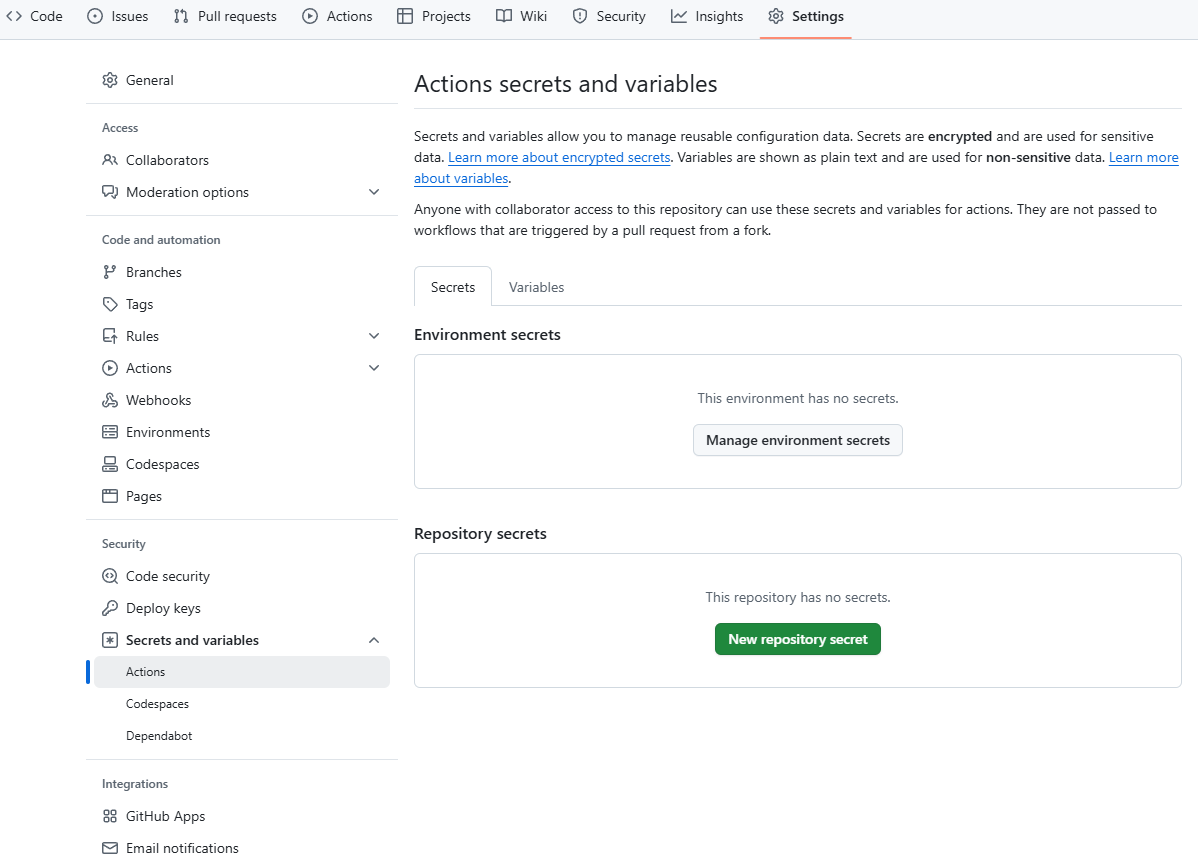 Code Issues Pull requests Actions Projects Wiki Security Insights Settings
General
Access
Collaborators
Moderation options
Code and automation
Branches
Tags
Rules
Actions
Webhooks
Environments
Codespaces
Pages
Security
Code security
Deploy keys
Secrets and variables
Actions
Codespaces
Dependabot
Integrations
GitHub Apps
Email notifications
Actions secrets and variables
Secrets and variables allow you to manage reusable configuration data. Secrets are encrypted and are used for sensitive
data. Learn more about encrypted secrets. Variables are shown as plain text and are used for non-sensitive data. Learn more
about variables.
Anyone with collaborator access to this repository can use these secrets and variables for actions. They are not passed to
workflows that are triggered by a pull request from a fork.
Secrets Variables
Environment secrets
This environment has no secrets.
Manage environment secrets
Repository secrets
This repository has no secrets.
New repository secret